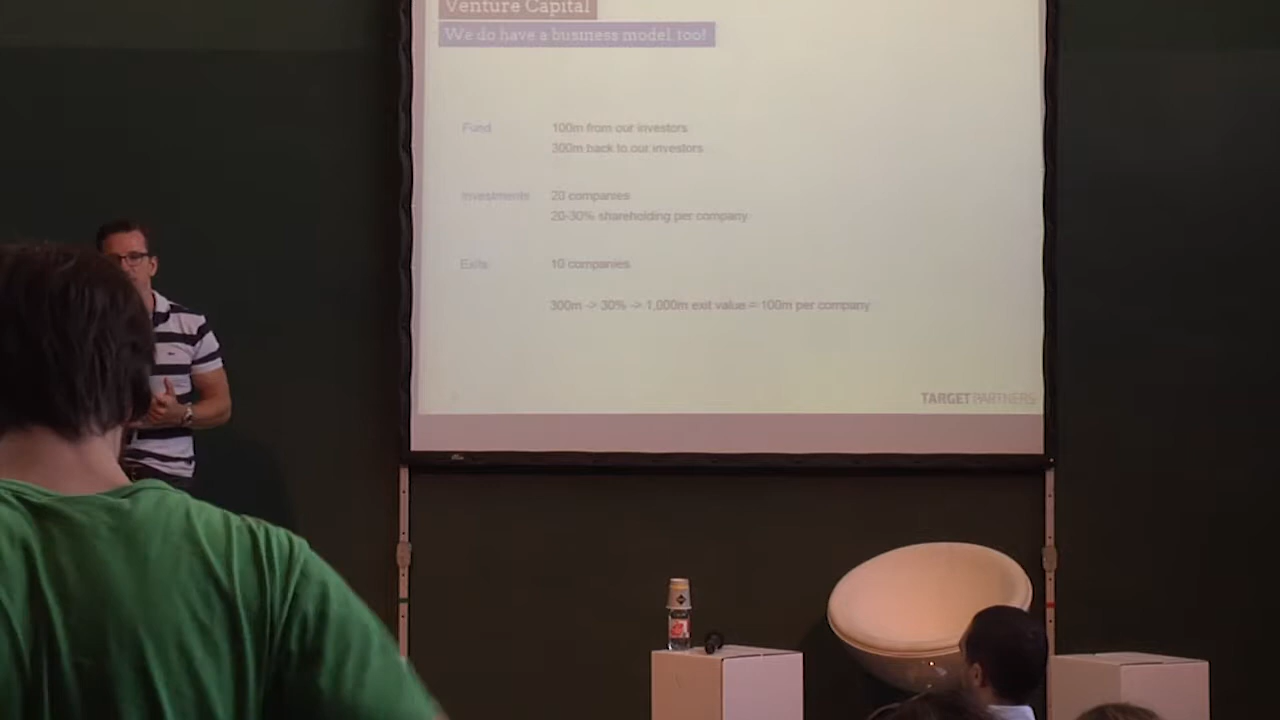 Venture Capital
We do have a business model too!
Fund 100m from our investors
300m back to our investors
Investments 20 companies
20-30% shareholding per company
Exits 10 companies
300m -> 30% -> 1,000m exit value = 100m per company
TARGETPARTNERS